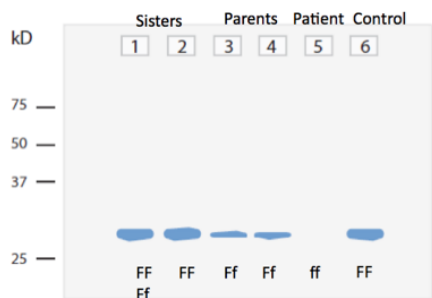 Sisters Parents Patient Control
kD
1 2 3 4 5 6
75
50
37
25
FF FF Ff Ff ff FF
Ff